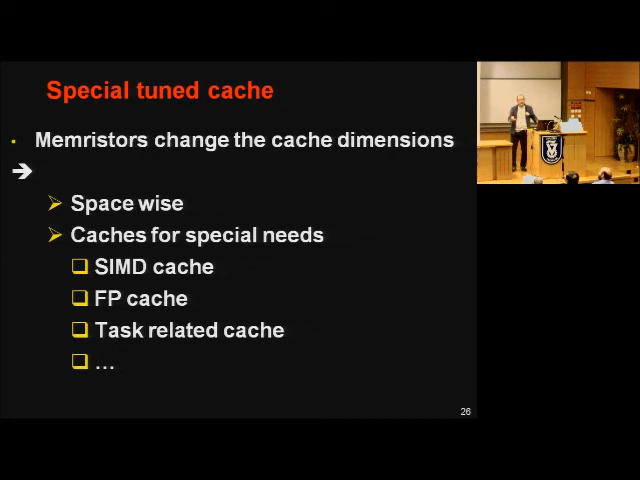 Special tuned cache
Memristors change the cache dimensions
➔
Space wise
Caches for special needs
SIMD cache
FP cache
Task related cache
…
26